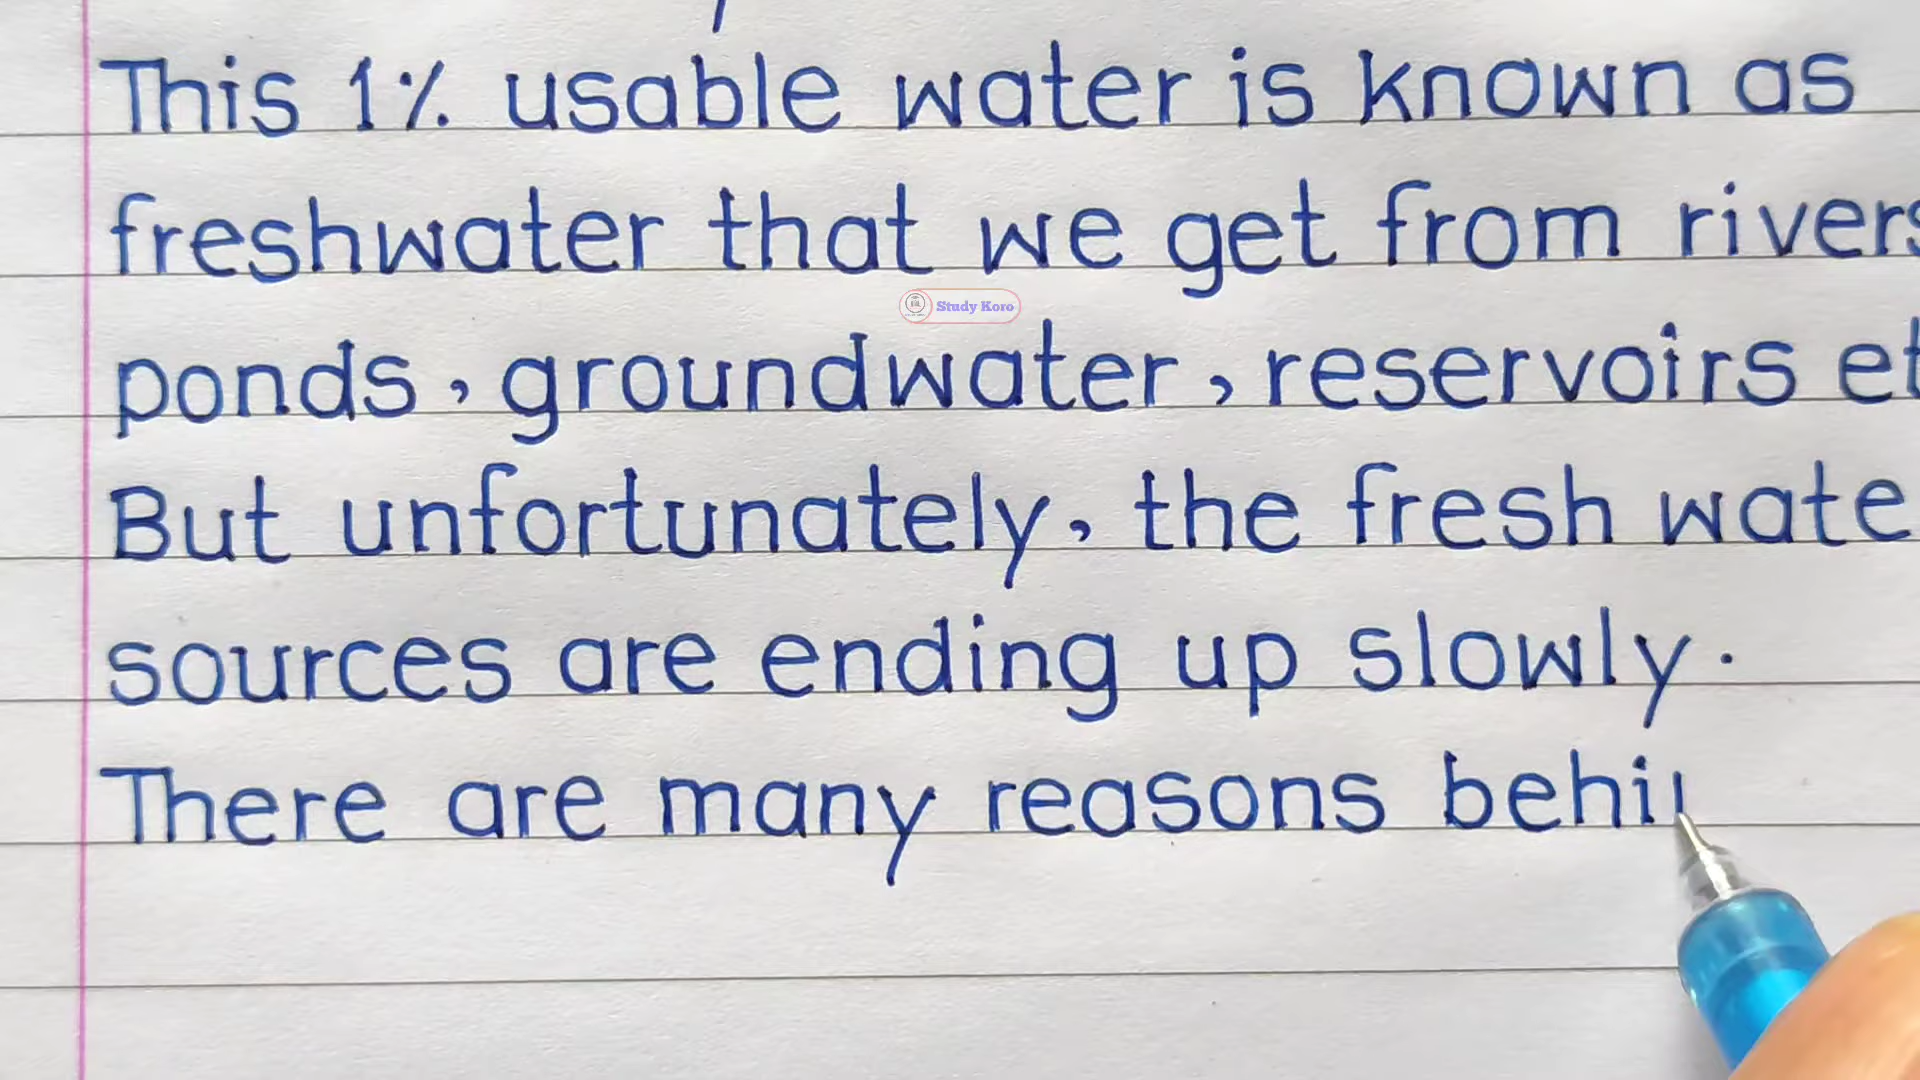 This 1% usable water is known as
freshwater that we get from rivers
Study Koro
ponds, groundwater, reservoirs et
But unfortunately, the fresh wate
sources are ending up slowly.
There are many reasons behi